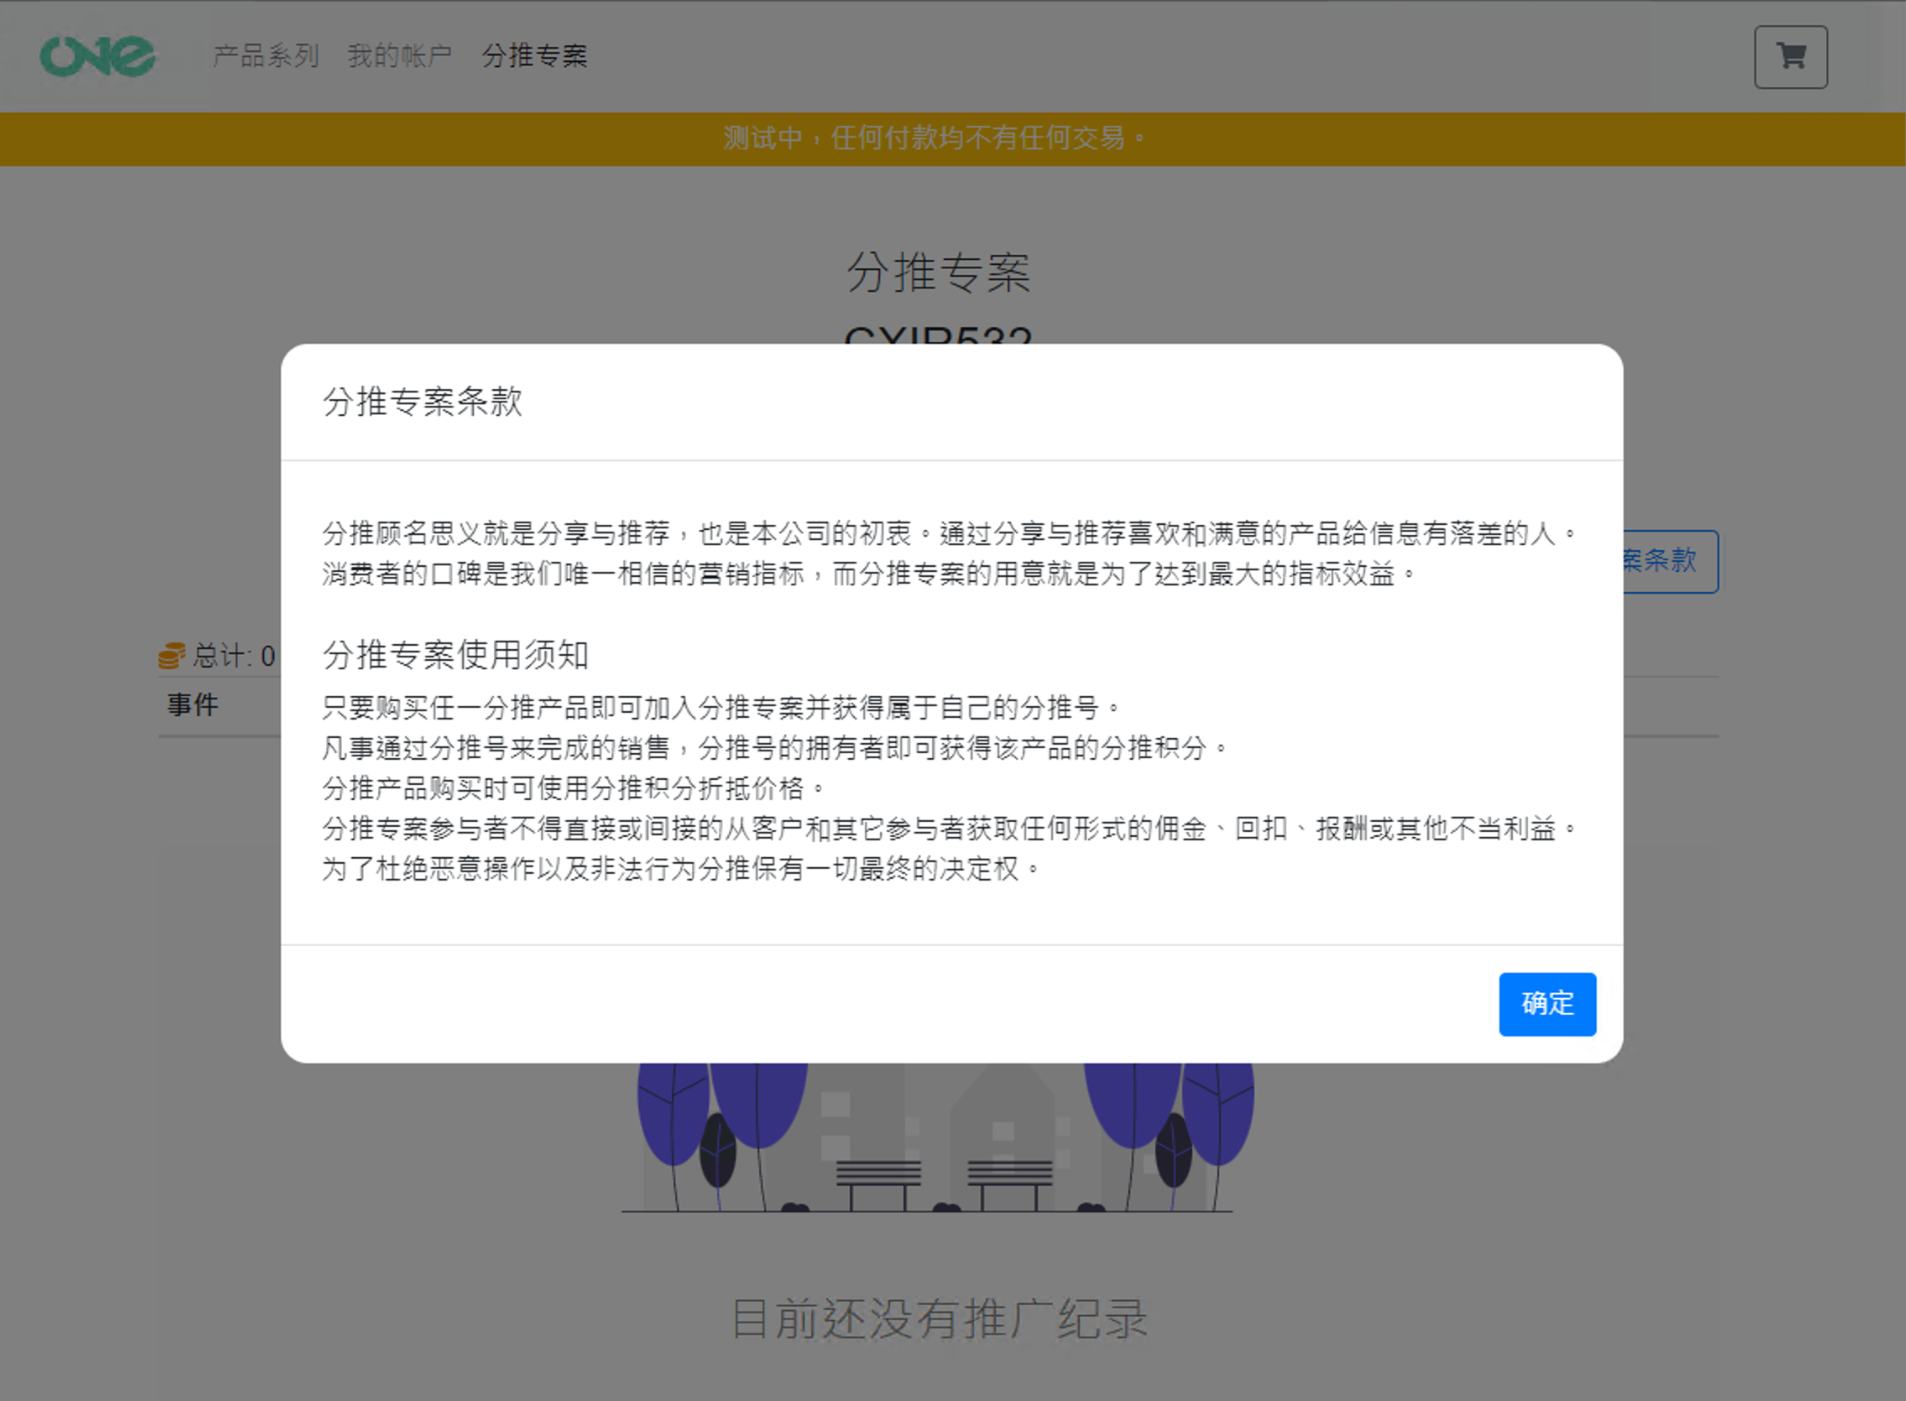 one
产品系列
我的帐户
分推专案
测试中，任何付款均不有任何交易。
分推专案
分推专案条款
分推顾名思义就是分享与推荐，也是本公司的初衷。通过分享与推荐喜欢和满意的产品给信息有落差的人。
消费者的口碑是我们唯一相信的营销指标，而分推专案的用意就是为了达到最大的指标效益。
案条款
分推专案使用须知
总计: 0
事件
只要购买任一分推产品即可加入分推专案并获得属于自己的分推号。
凡事通过分推号来完成的销售，分推号的拥有者即可获得该产品的分推积分。
分推产品购买时可使用分推积分折抵价格。
分推专案参与者不得直接或间接的从客户和其它参与者获取任何形式的佣金、回扣、报酬或其他不当利益。
为了杜绝恶意操作以及非法行为分推保有一切最终的决定权。
确定
目前还没有推广纪录